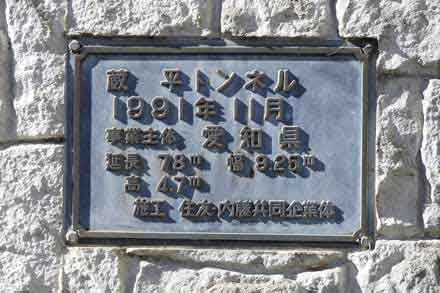 蔵平トンネル
1981年11月
事業主体 愛知県
延長 78m 幅 9.25m
高 4.7m
施工 住友・内藤共同企業体